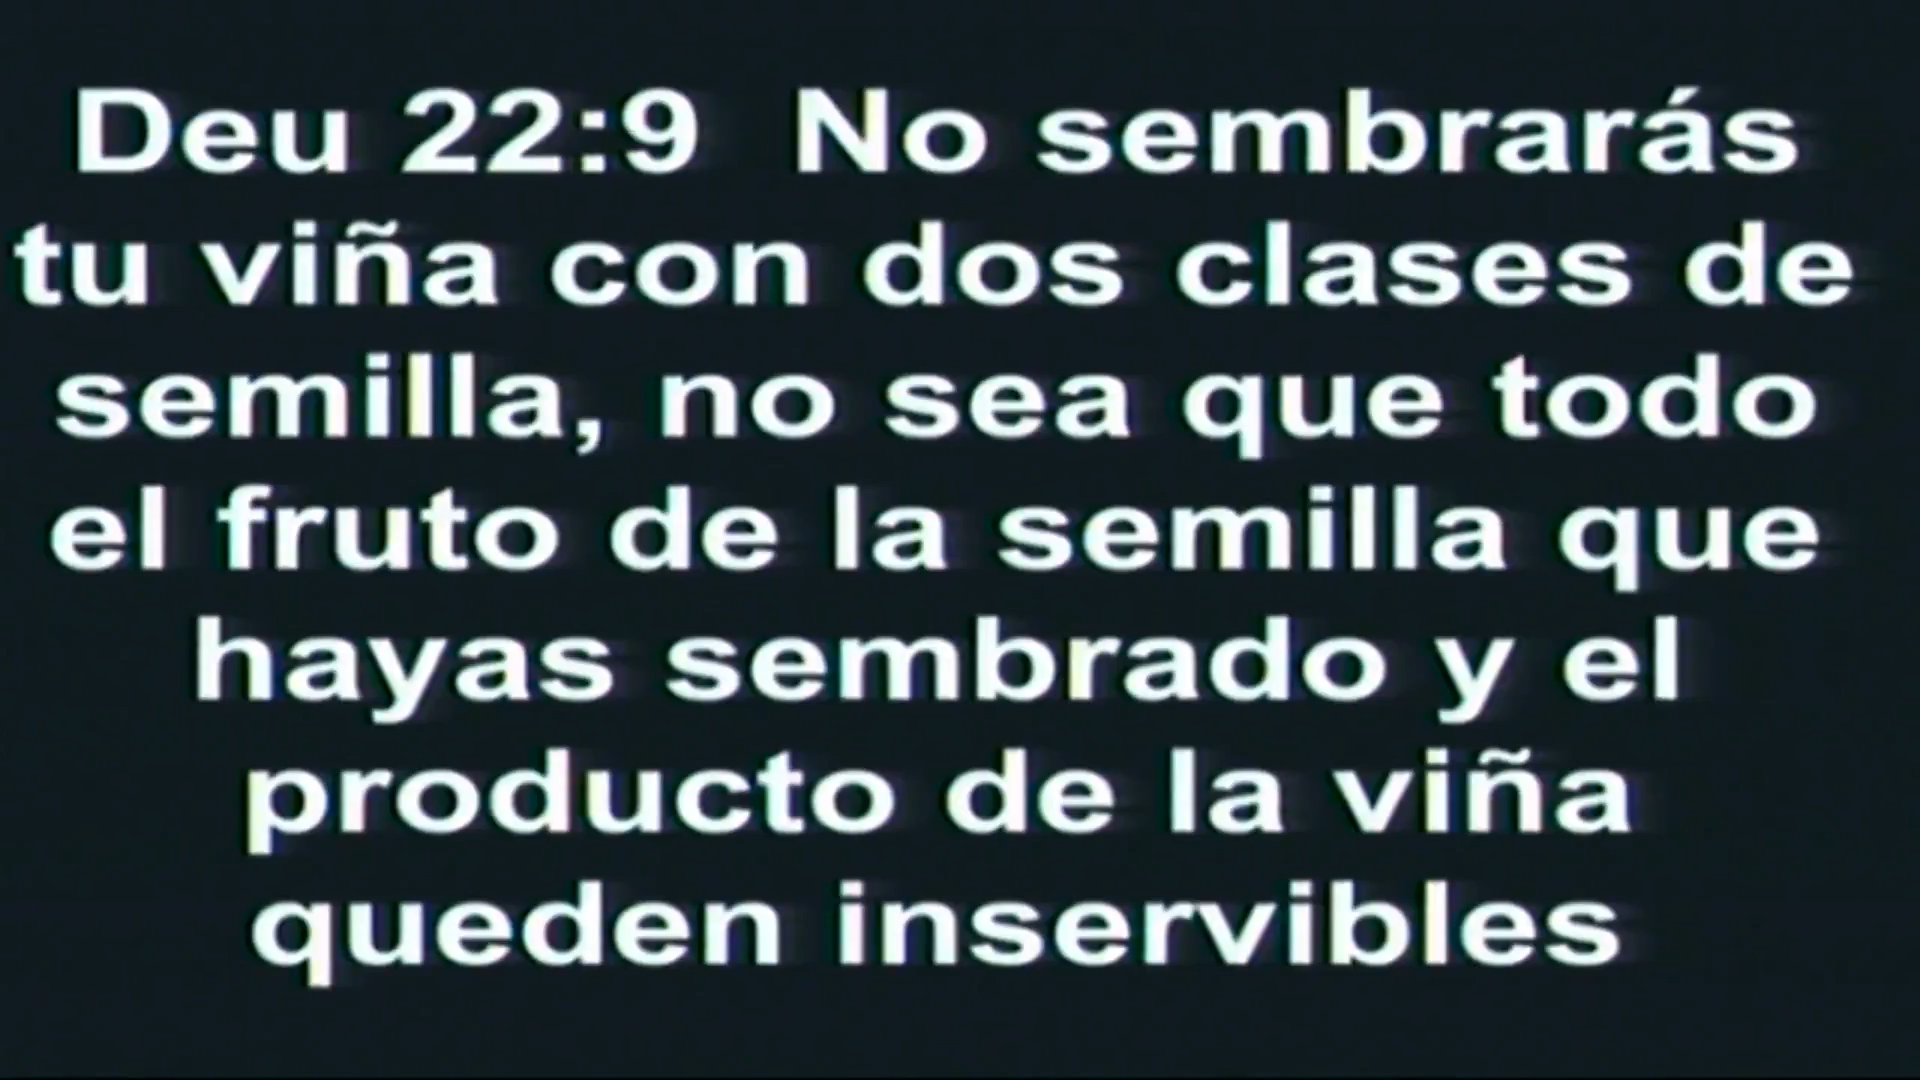 Deu 22:9  No sembrarás
tu viña con dos clases de
semilla, no sea que todo
el fruto de la semilla que
hayas sembrado y el
producto de la viña
queden inservibles